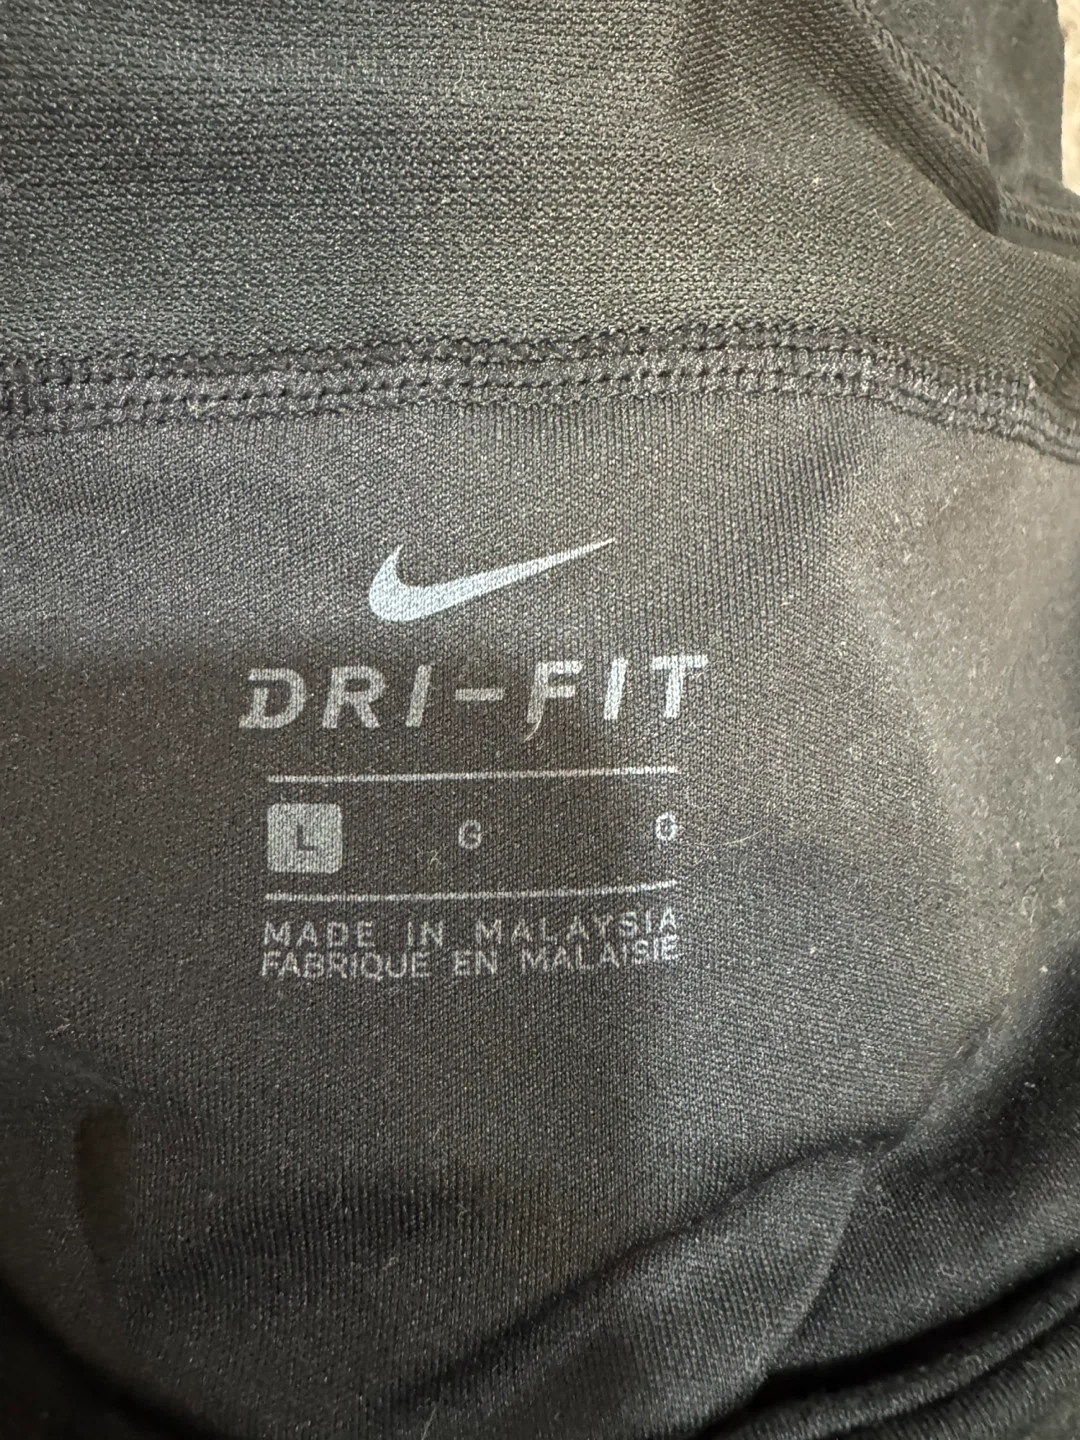 DRI-FIT
L G G
MADE IN MALAYSIA
FABRIQUE EN MALAISIE